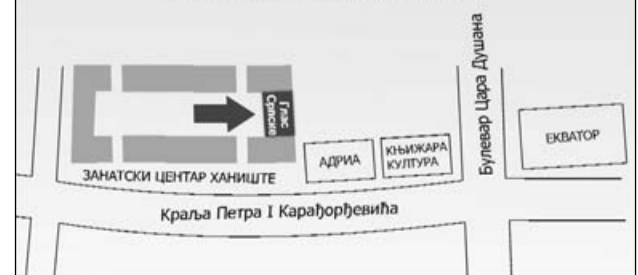 Глас
Српске
АДРИА
КЊИЖАРА
КУЛТУРА
Булевар Цара Душана
ЕКВАТОР
ЗАНАТСКИ ЦЕНТАР ХАНИШТЕ
Краља Петра I Карађорђевића